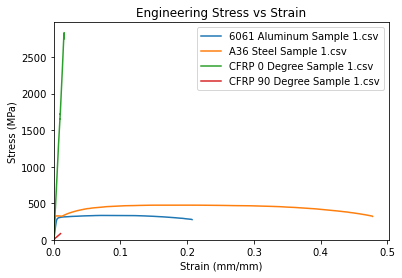 Engineering Stress vs Strain
6061 Aluminum Sample 1.csv
A36 Steel Sample 1.csv
CFRP 0 Degree Sample 1.csv
CFRP 90 Degree Sample 1.csv
Stress (MPa)
2500
2000
1500
1000
500
0
0.0
0.1
0.2
0.3
0.4
0.5
Strain (mm/mm)